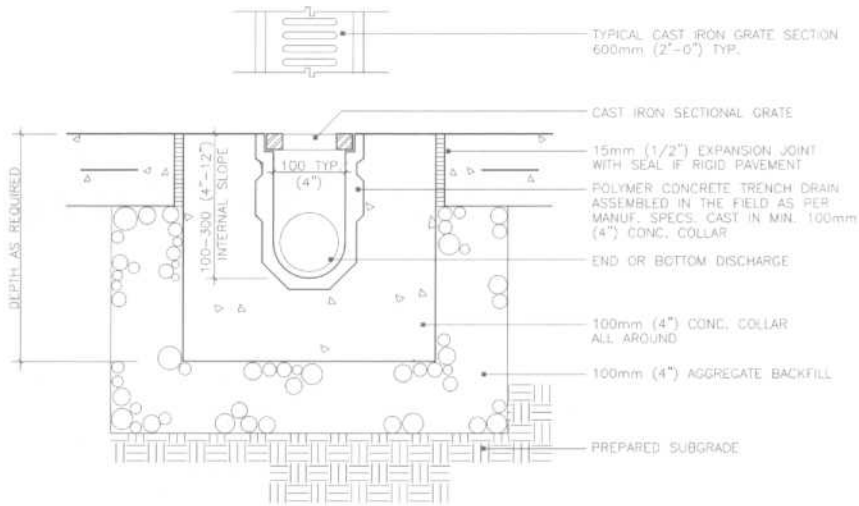 TYPICAL CAST IRON GRATE SECTION
600mm (2'-0") TYP.
CAST IRON SECTIONAL GRATE
15mm (1/2") EXPANSION JOINT
WITH SEAL IF RIGID PAVEMENT
100 TYP.
(4")
POLYMER CONCRETE TRENCH DRAIN
ASSEMBLED IN THE FIELD AS PER
MANUF. SPECS. CAST IN MIN. 100mm
(4") CONC. COLLAR
DEPTH AS REQUIRED
100-300 (4"-12")
INTERNAL SLOPE
END OR BOTTOM DISCHARGE
100mm (4") CONC. COLLAR
ALL AROUND
100mm (4") AGGREGATE BACKFILL
PREPARED SUBGRADE